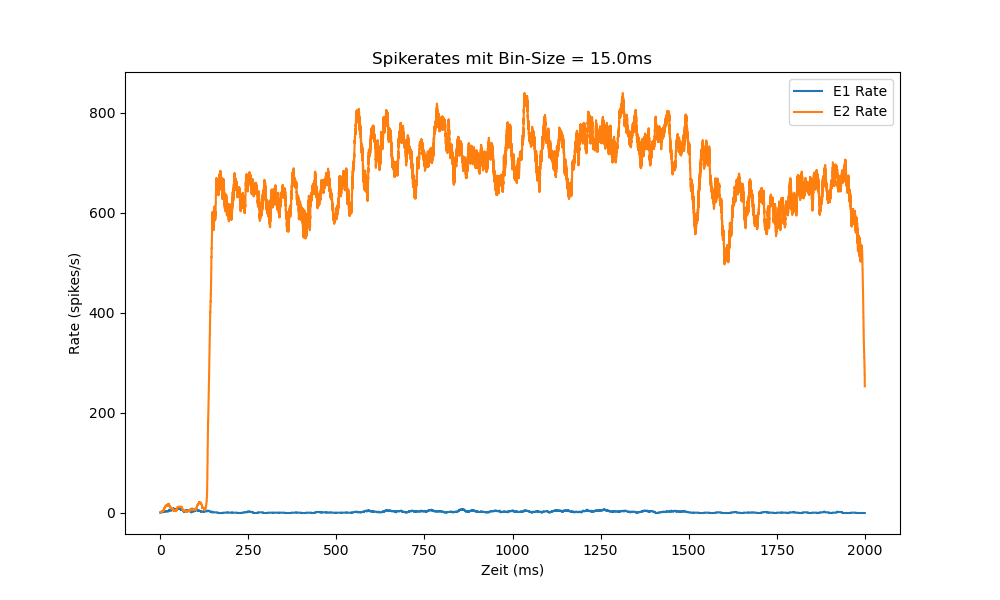 Spikerates mit Bin-Size = 15.0ms
E1 Rate
E2 Rate
800
600
400
200
0
Rate (spikes/s)
0 250 500 750 1000 1250 1500 1750 2000
Zeit (ms)